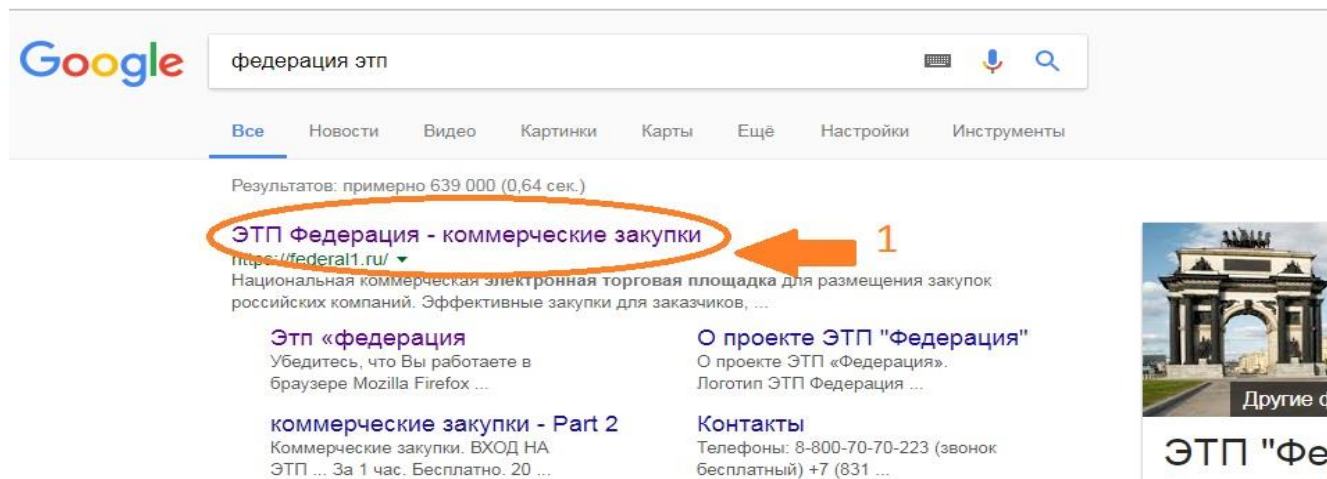 Google
федерация этп
Все Новости Видео Картинки Карты Ещё Настройки Инструменты
Результатов: примерно 639 000 (0,64 сек.)
ЭТП Федерация - коммерческие закупки
1
https://federal1.ru/
Национальная коммерческая электронная торговая площадка для размещения закупок
российских компаний. Эффективные закупки для заказчиков, ...
Этп «федерация
Убедитесь, что Вы работаете в
браузере Mozilla Firefox ...
О проекте ЭТП "Федерация"
О проекте ЭТП «Федерация».
Логотип ЭТП Федерация ...
коммерческие закупки - Part 2
Коммерческие закупки. ВХОД НА
ЭТП ... За 1 час. Бесплатно. 20 ...
Контакты
Телефоны: 8-800-70-70-223 (звонок
бесплатный) +7 (831 ...
Другие
ЭТП "Фе